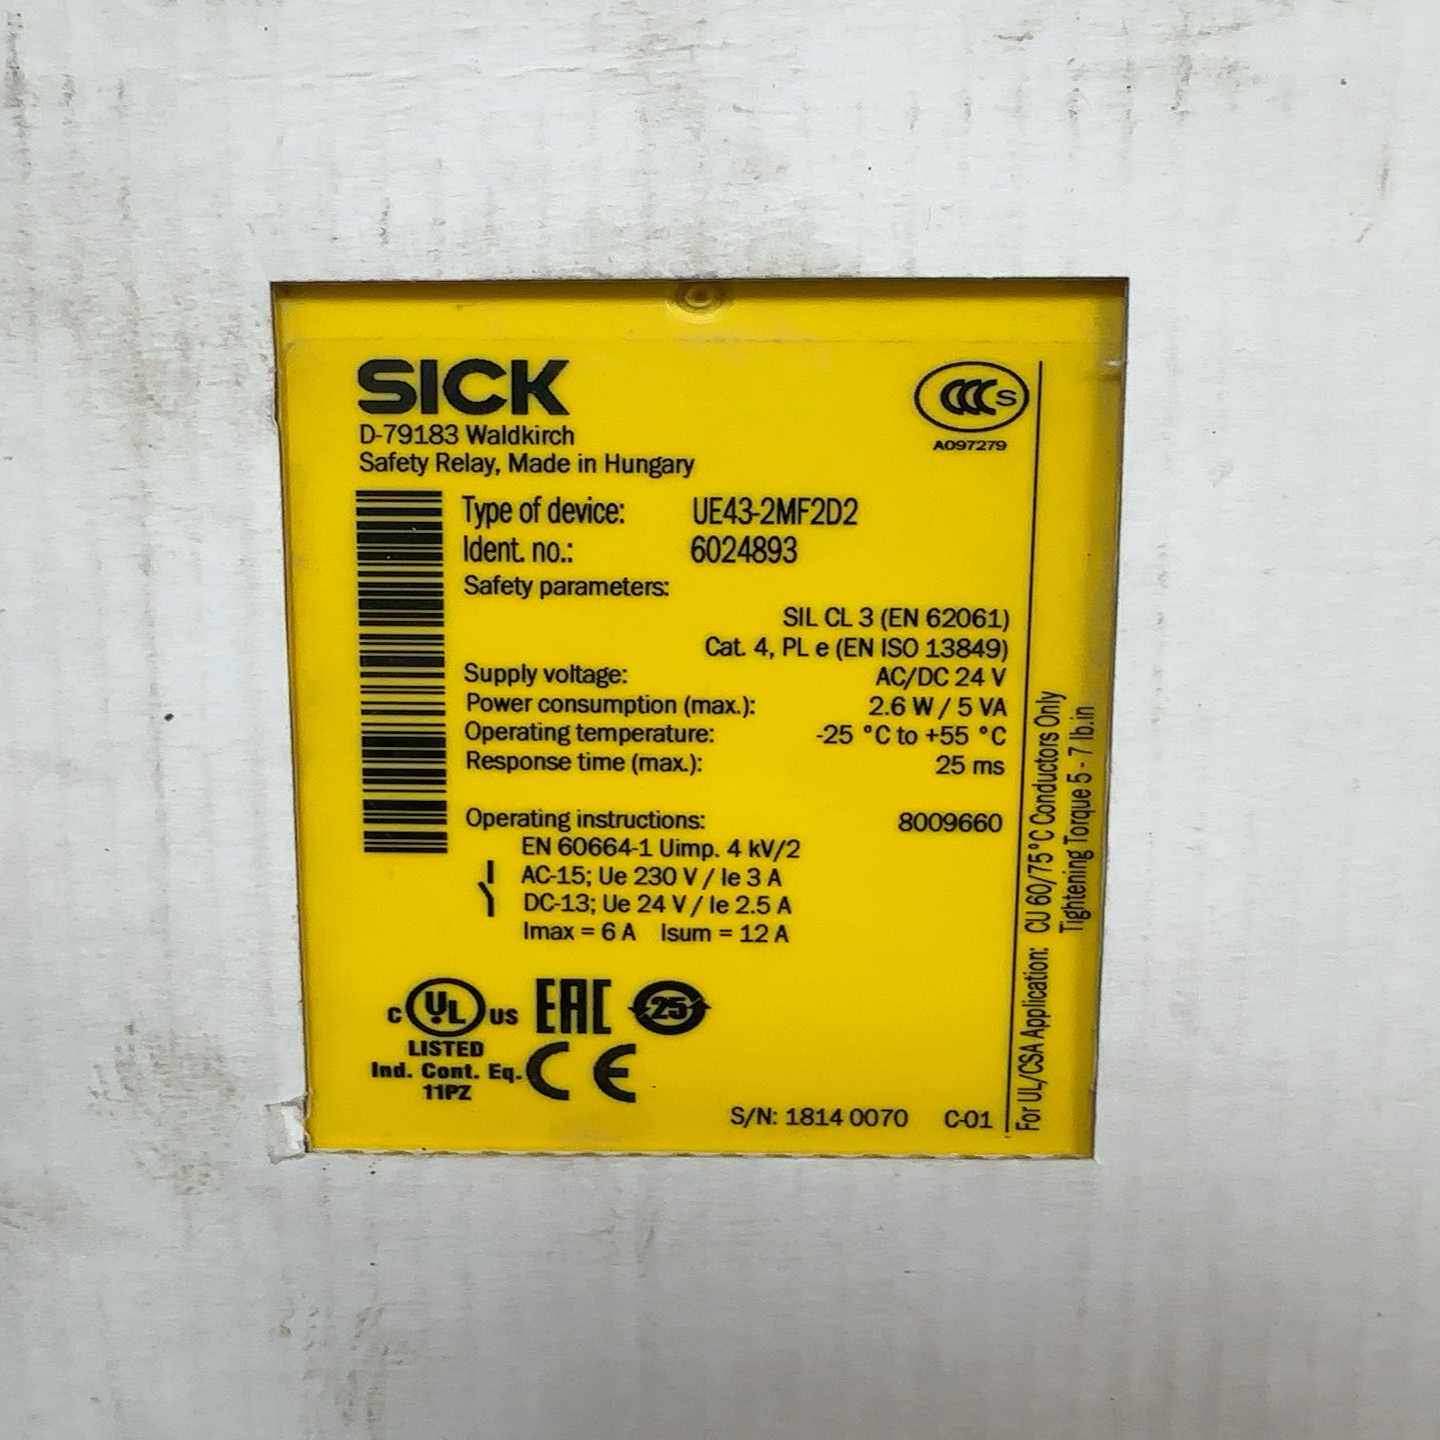 SICK
D-79183 Waldkirch
Safety Relay, Made in Hungary
CCC S
A097279
Type of device: UE43-2MF2D2
Ident. no.: 6024893
Safety parameters:
SIL CL 3 (EN 62061)
Cat. 4, PL e (EN ISO 13849)
Supply voltage: AC/DC 24 V
Power consumption (max.): 2.6 W / 5 VA
Operating temperature: -25 °C to +55 °C
Response time (max.): 25 ms
Operating instructions: 8009660
EN 60664-1 Uimp. 4 kV/2
AC-15; Ue 230 V / Ie 3 A
DC-13; Ue 24 V / Ie 2.5 A
Imax = 6 A Isum = 12 A
C UL US EAC 25
LISTED
Ind. Cont. Eq. CE
11PZ
S/N: 1814 0070 C-01
For UL/CSA Application: CU 60/75°C Conductors Only
Tightening Torque 5 - 7 lb.in